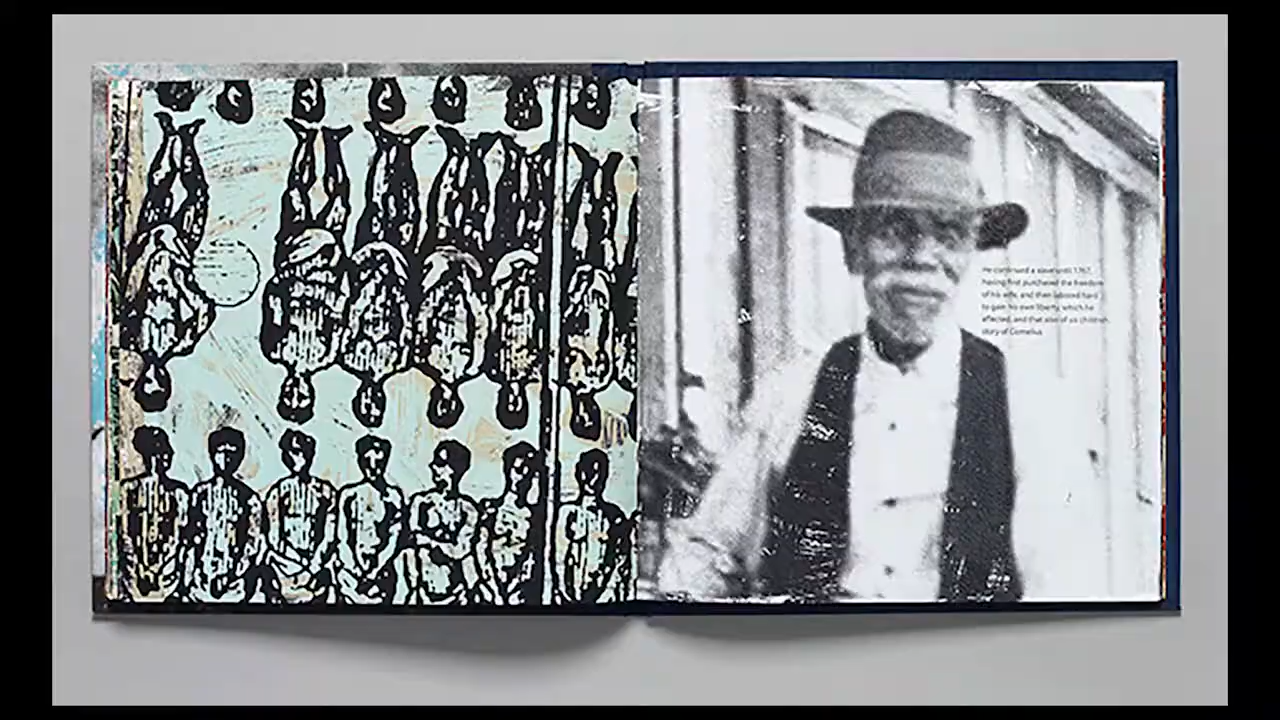 He continued a slave until 1767,
having first purchased the freedom
of his wife, and then labored hard
to gain his own liberty, which he
effected, and that also of six children.
story of Cornelius